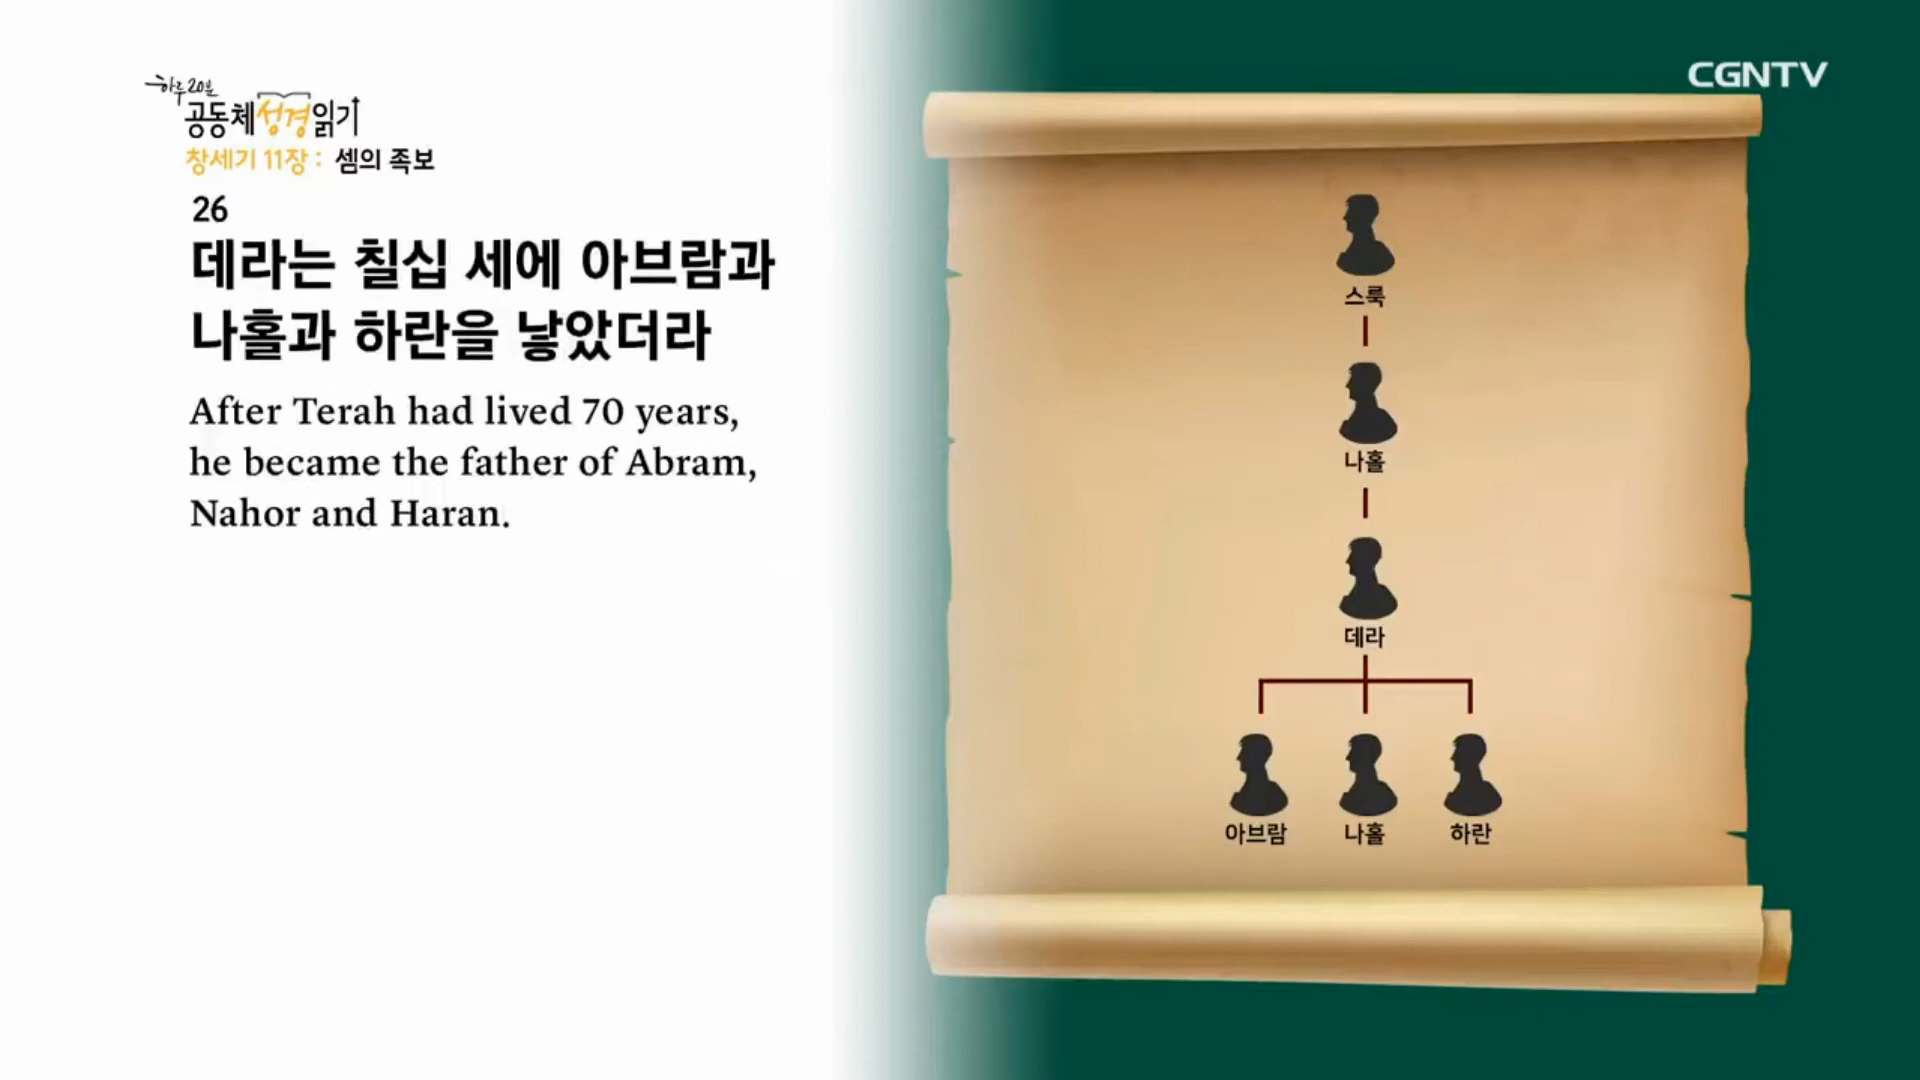 하루 20분
공동체성경읽기
창세기 11장 : 셈의 족보
26
데라는 칠십 세에 아브람과
나홀과 하란을 낳았더라
After Terah had lived 70 years,
he became the father of Abram,
Nahor and Haran.
CGNTV
스룩
나홀
데라
아브람 나홀 하란